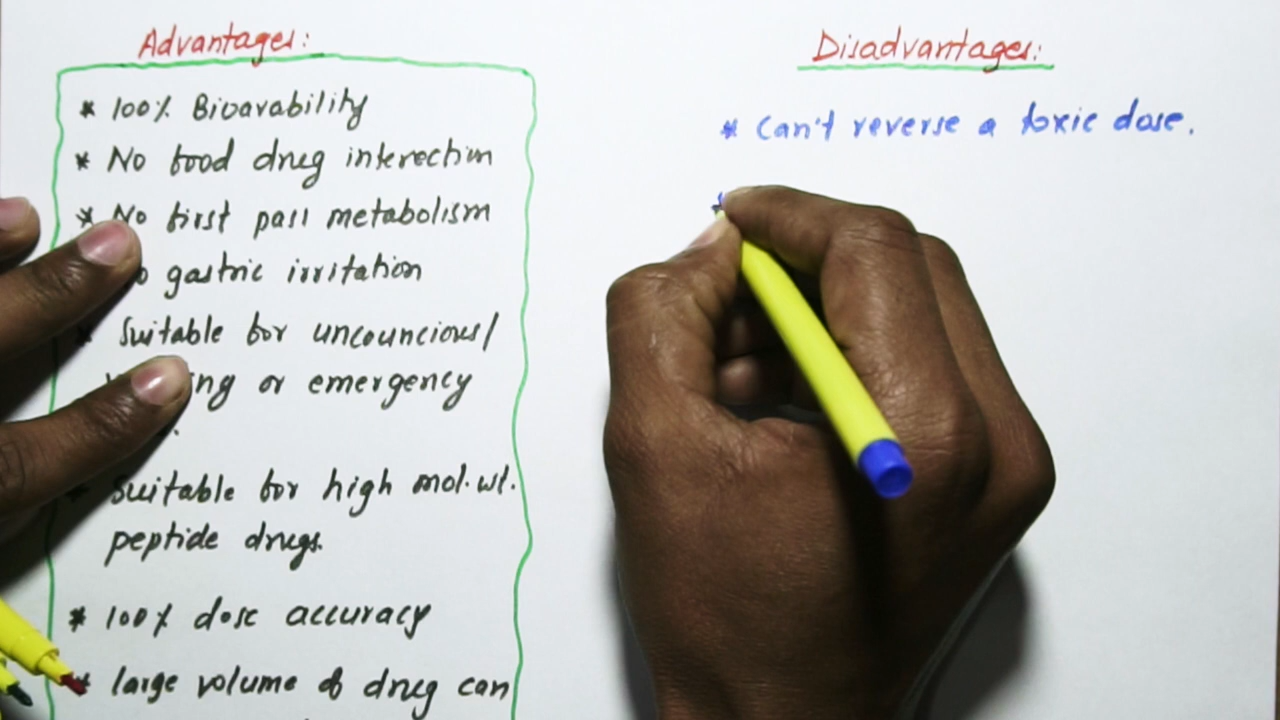 Advantages:
* 100% Bioavability
* No food drug interection
* No first pass metabolism
gastric irritation
* Suitable for uncouncious/
or emergency
* Suitable for high mol. wt.
peptide drugs.
* 100% dose accuracy
* large volume of drug can
Disadvantages:
* Can't reverse a toxic dose.